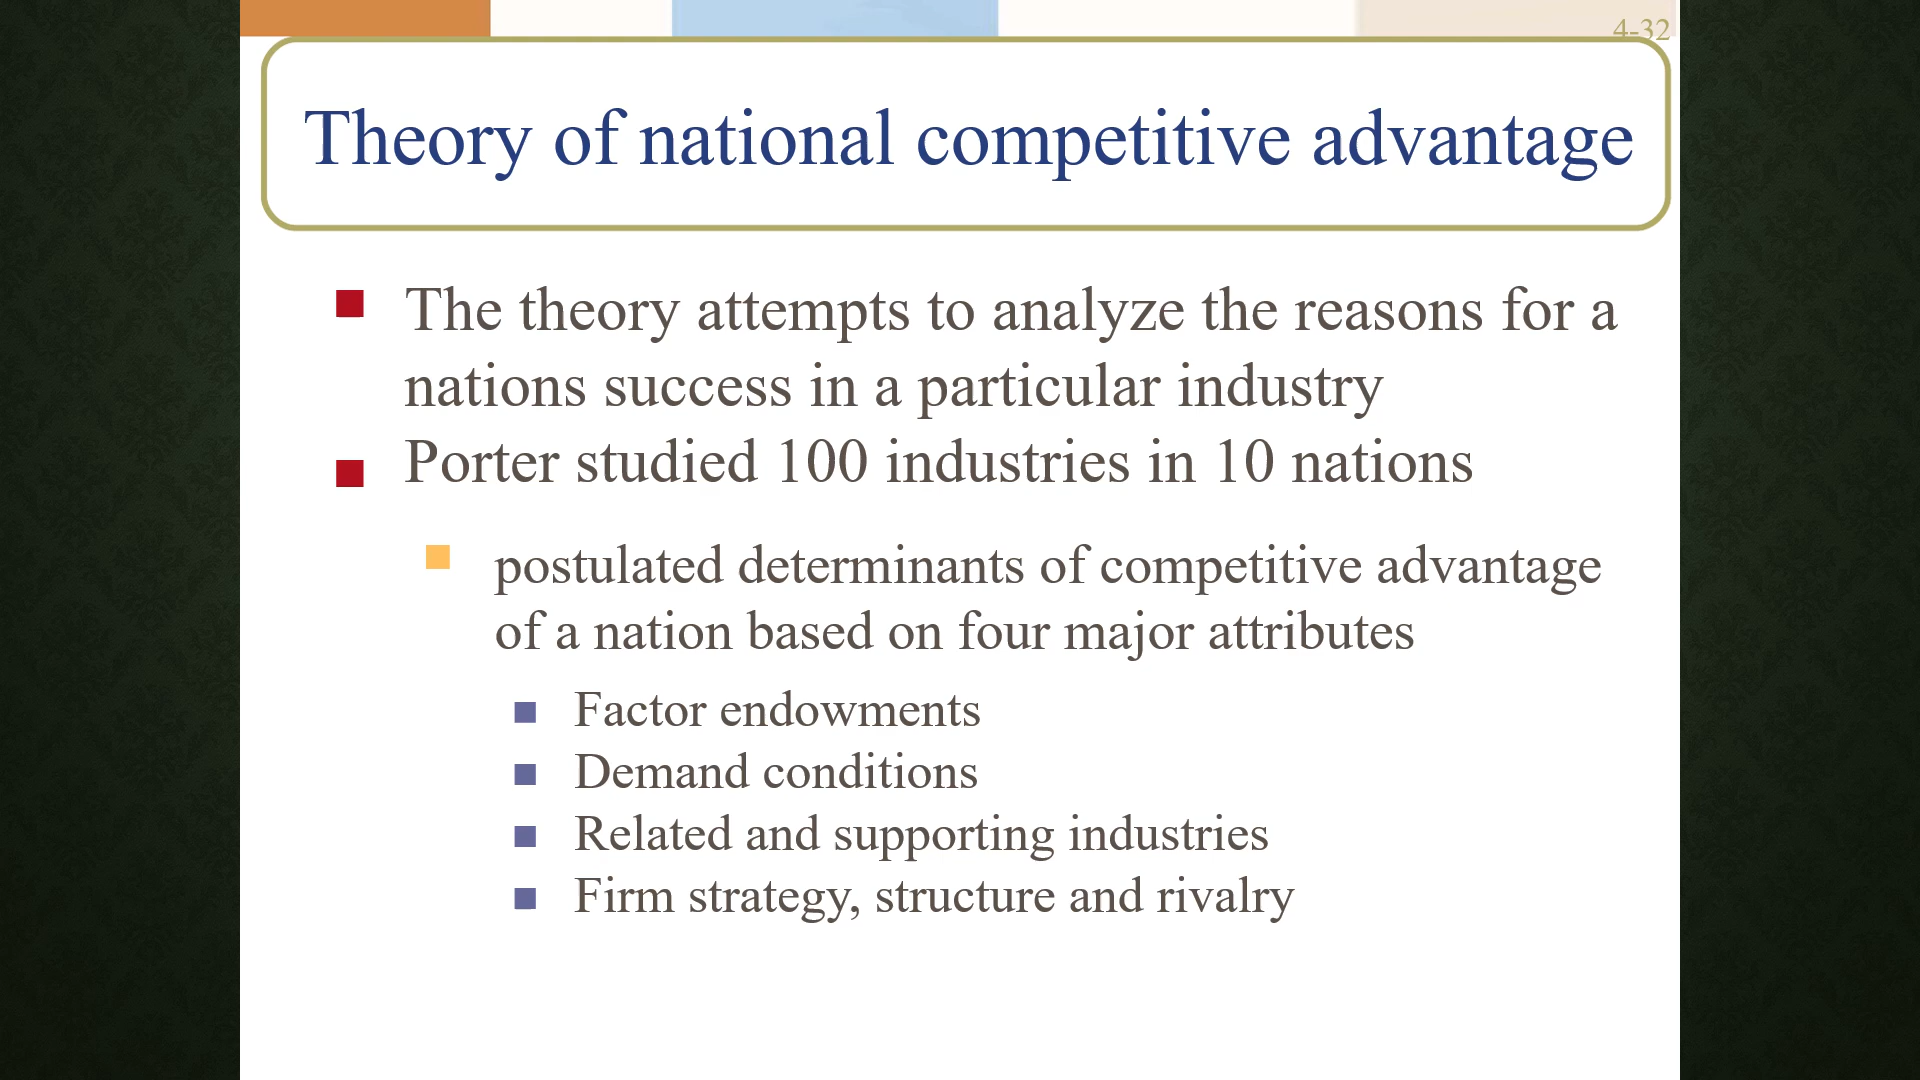 4-32
Theory of national competitive advantage
The theory attempts to analyze the reasons for a
nations success in a particular industry
Porter studied 100 industries in 10 nations
postulated determinants of competitive advantage
of a nation based on four major attributes
Factor endowments
Demand conditions
Related and supporting industries
Firm strategy, structure and rivalry